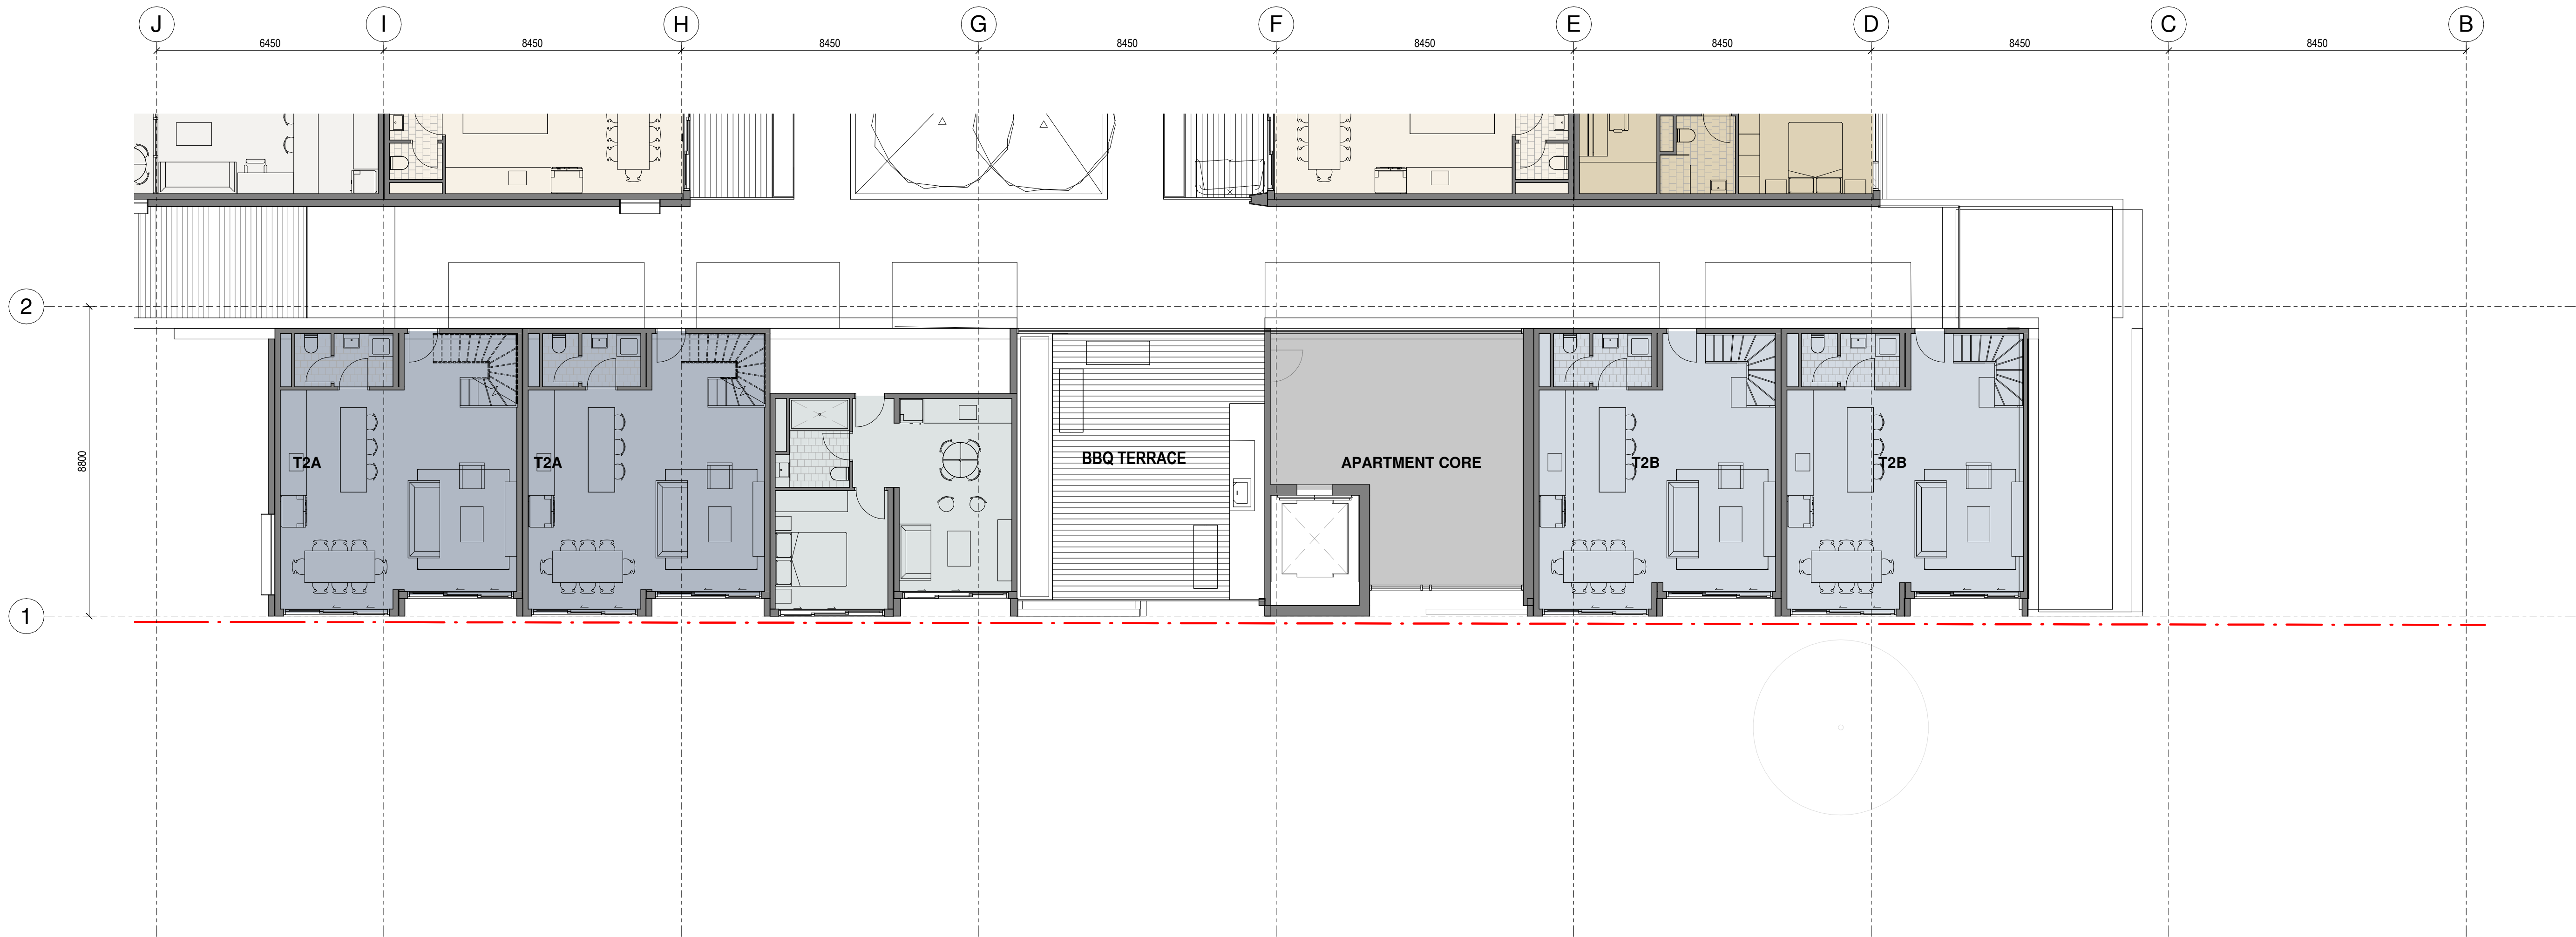 J I H G F E D C B
6450 8450 8450 8450 8450 8450 8450 8450
2
8800
T2A T2A BBQ TERRACE APARTMENT CORE T2B T2B
1